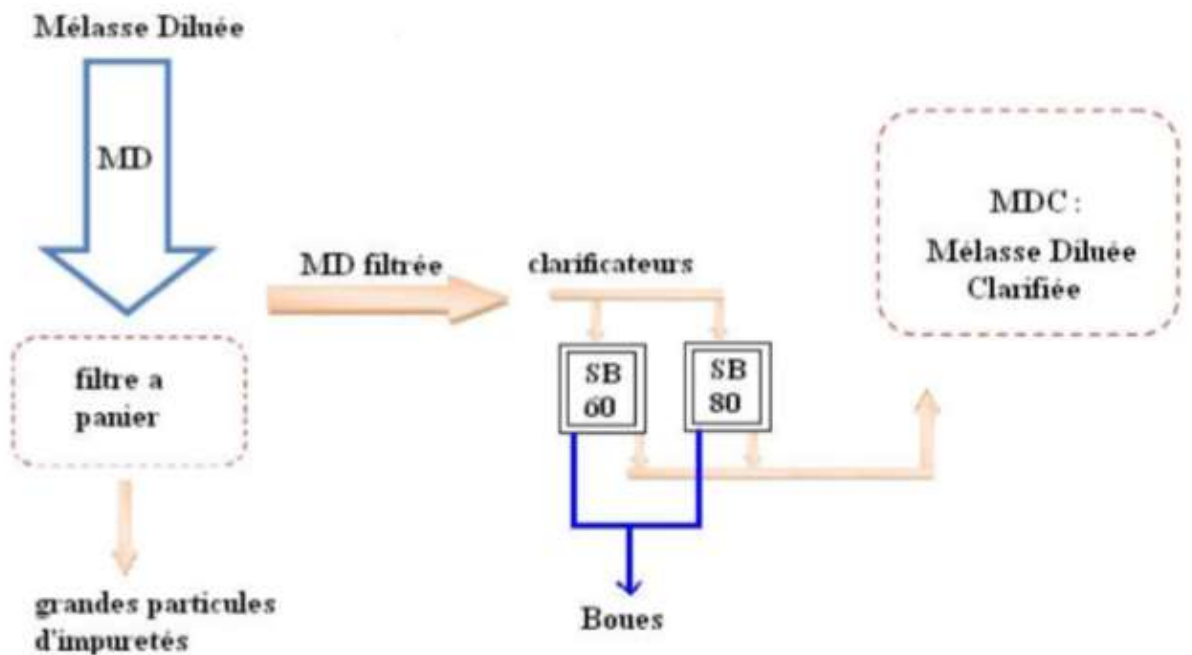 Mélasse Diluée
MD
filtre a
panier
grandes particules
d'impuretés
MD filtrée
clarificateurs
SB
60
SB
80
Boues
MDC :
Mélasse Diluée
Clarifiée